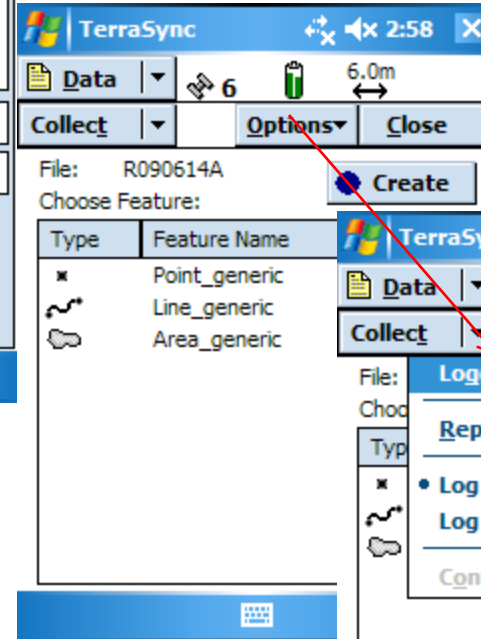 TerraSync 2:58
Data 6 6.0m
Collect Options Close
File: R090614A
Create
Choose Feature:
Type Feature Name
Point_generic
Line_generic
Area_generic
TerraSy
Data
Collect
File: Log
Choo
Rep
Typ
Log
Log
Con